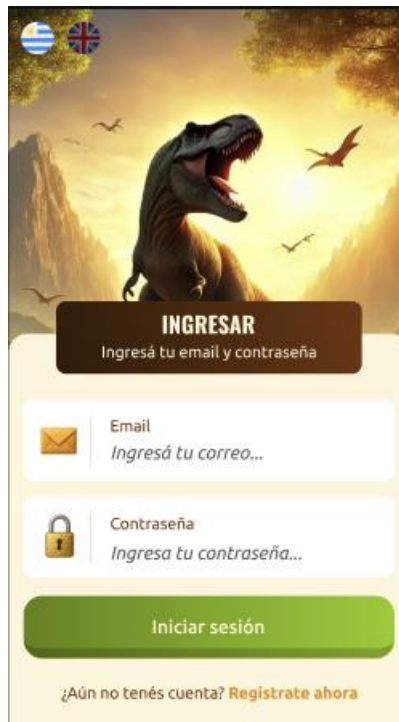 INGRESAR
Ingresá tu email y contraseña
Email
Ingresá tu correo...
Contraseña
Ingresa tu contraseña...
Iniciar sesión
¿Aún no tenés cuenta? Registrate ahora